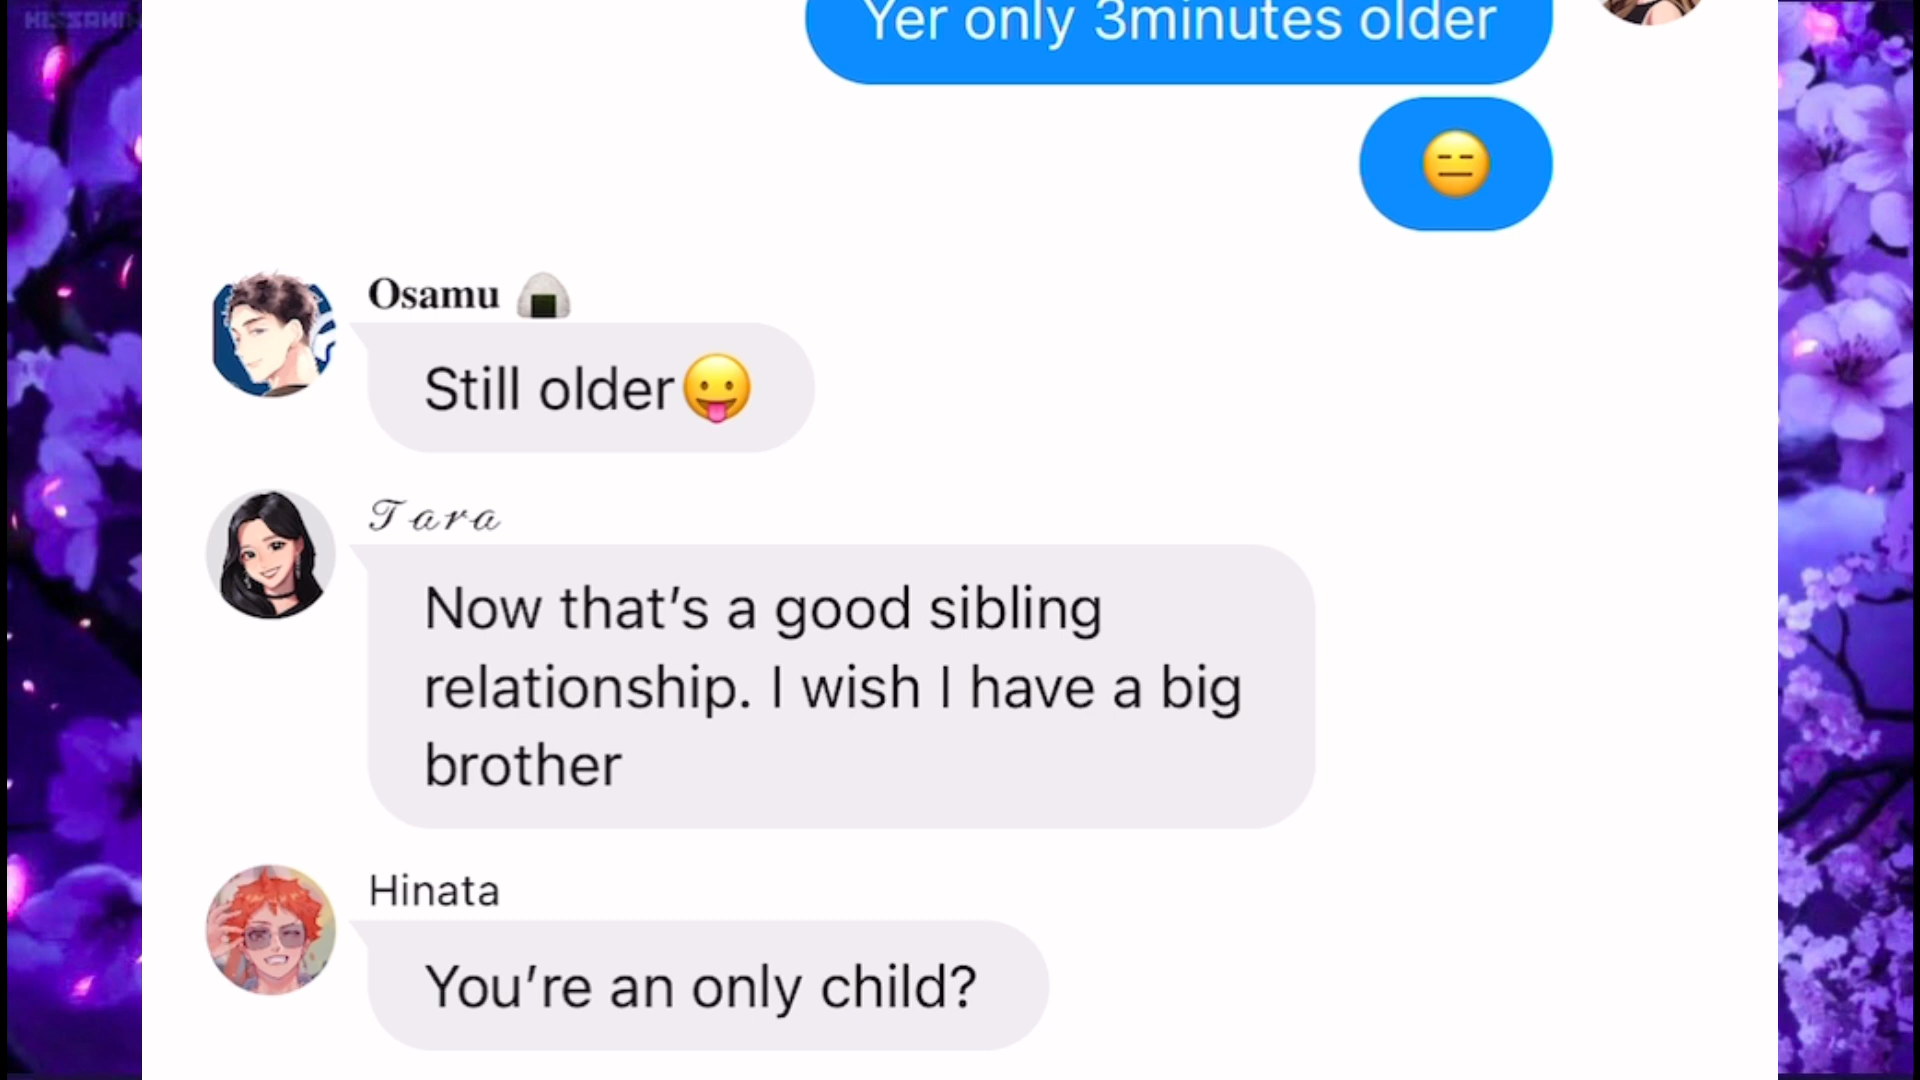 Yer only 3minutes older
😑
Osamu 🍙
Still older😛
𝒯𝒶𝓇𝒶
Now that’s a good sibling
relationship. I wish I have a big
brother
Hinata
You’re an only child?